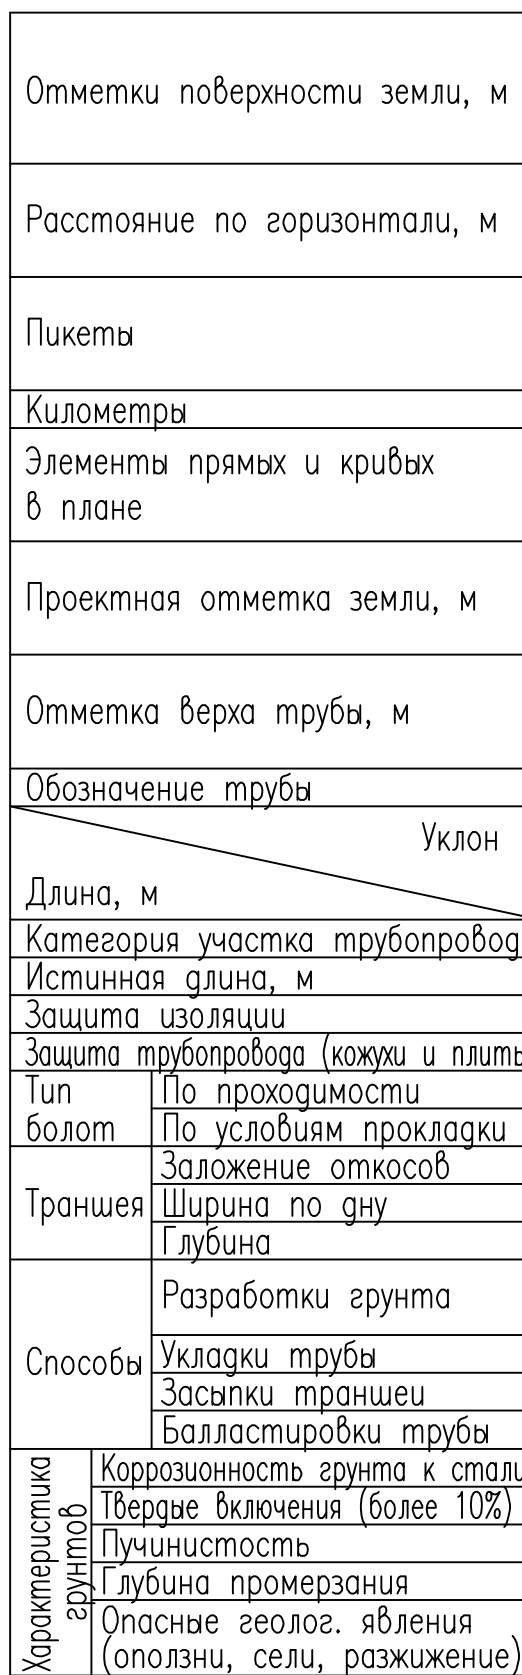 Отметки поверхности земли, м
Расстояние по горизонтали, м
Пикеты
Километры
Элементы прямых и кривых
в плане
Проектная отметка земли, м
Отметка верха трубы, м
Обозначение трубы
Уклон
Длина, м
Категория участка трубопровод
Истинная длина, м
Защита изоляции
Защита трубопровода (кожухи и плиты
Тип
болот
По проходимости
По условиям прокладки
Траншея
Заложение откосов
Ширина по дну
Глубина
Способы
Разработки грунта
Укладки трубы
Засыпки траншеи
Балластировки трубы
Характеристика
грунтов
Коррозионность грунта к стали
Твердые включения (более 10%)
Пучинистость
Глубина промерзания
Опасные геолог. явления
(оползни, сели, разжижение)